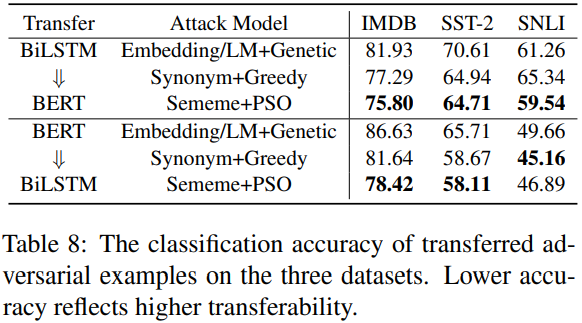 Transfer Attack Model IMDB SST-2 SNLI
BiLSTM Embedding/LM+Genetic 81.93 70.61 61.26
⇓ Synonym+Greedy 77.29 64.94 65.34
BERT Sememe+PSO 75.80 64.71 59.54
BERT Embedding/LM+Genetic 86.63 65.71 49.66
⇓ Synonym+Greedy 81.64 58.67 45.16
BiLSTM Sememe+PSO 78.42 58.11 46.89
Table 8: The classification accuracy of transferred ad-
versarial examples on the three datasets. Lower accu-
racy reflects higher transferability.